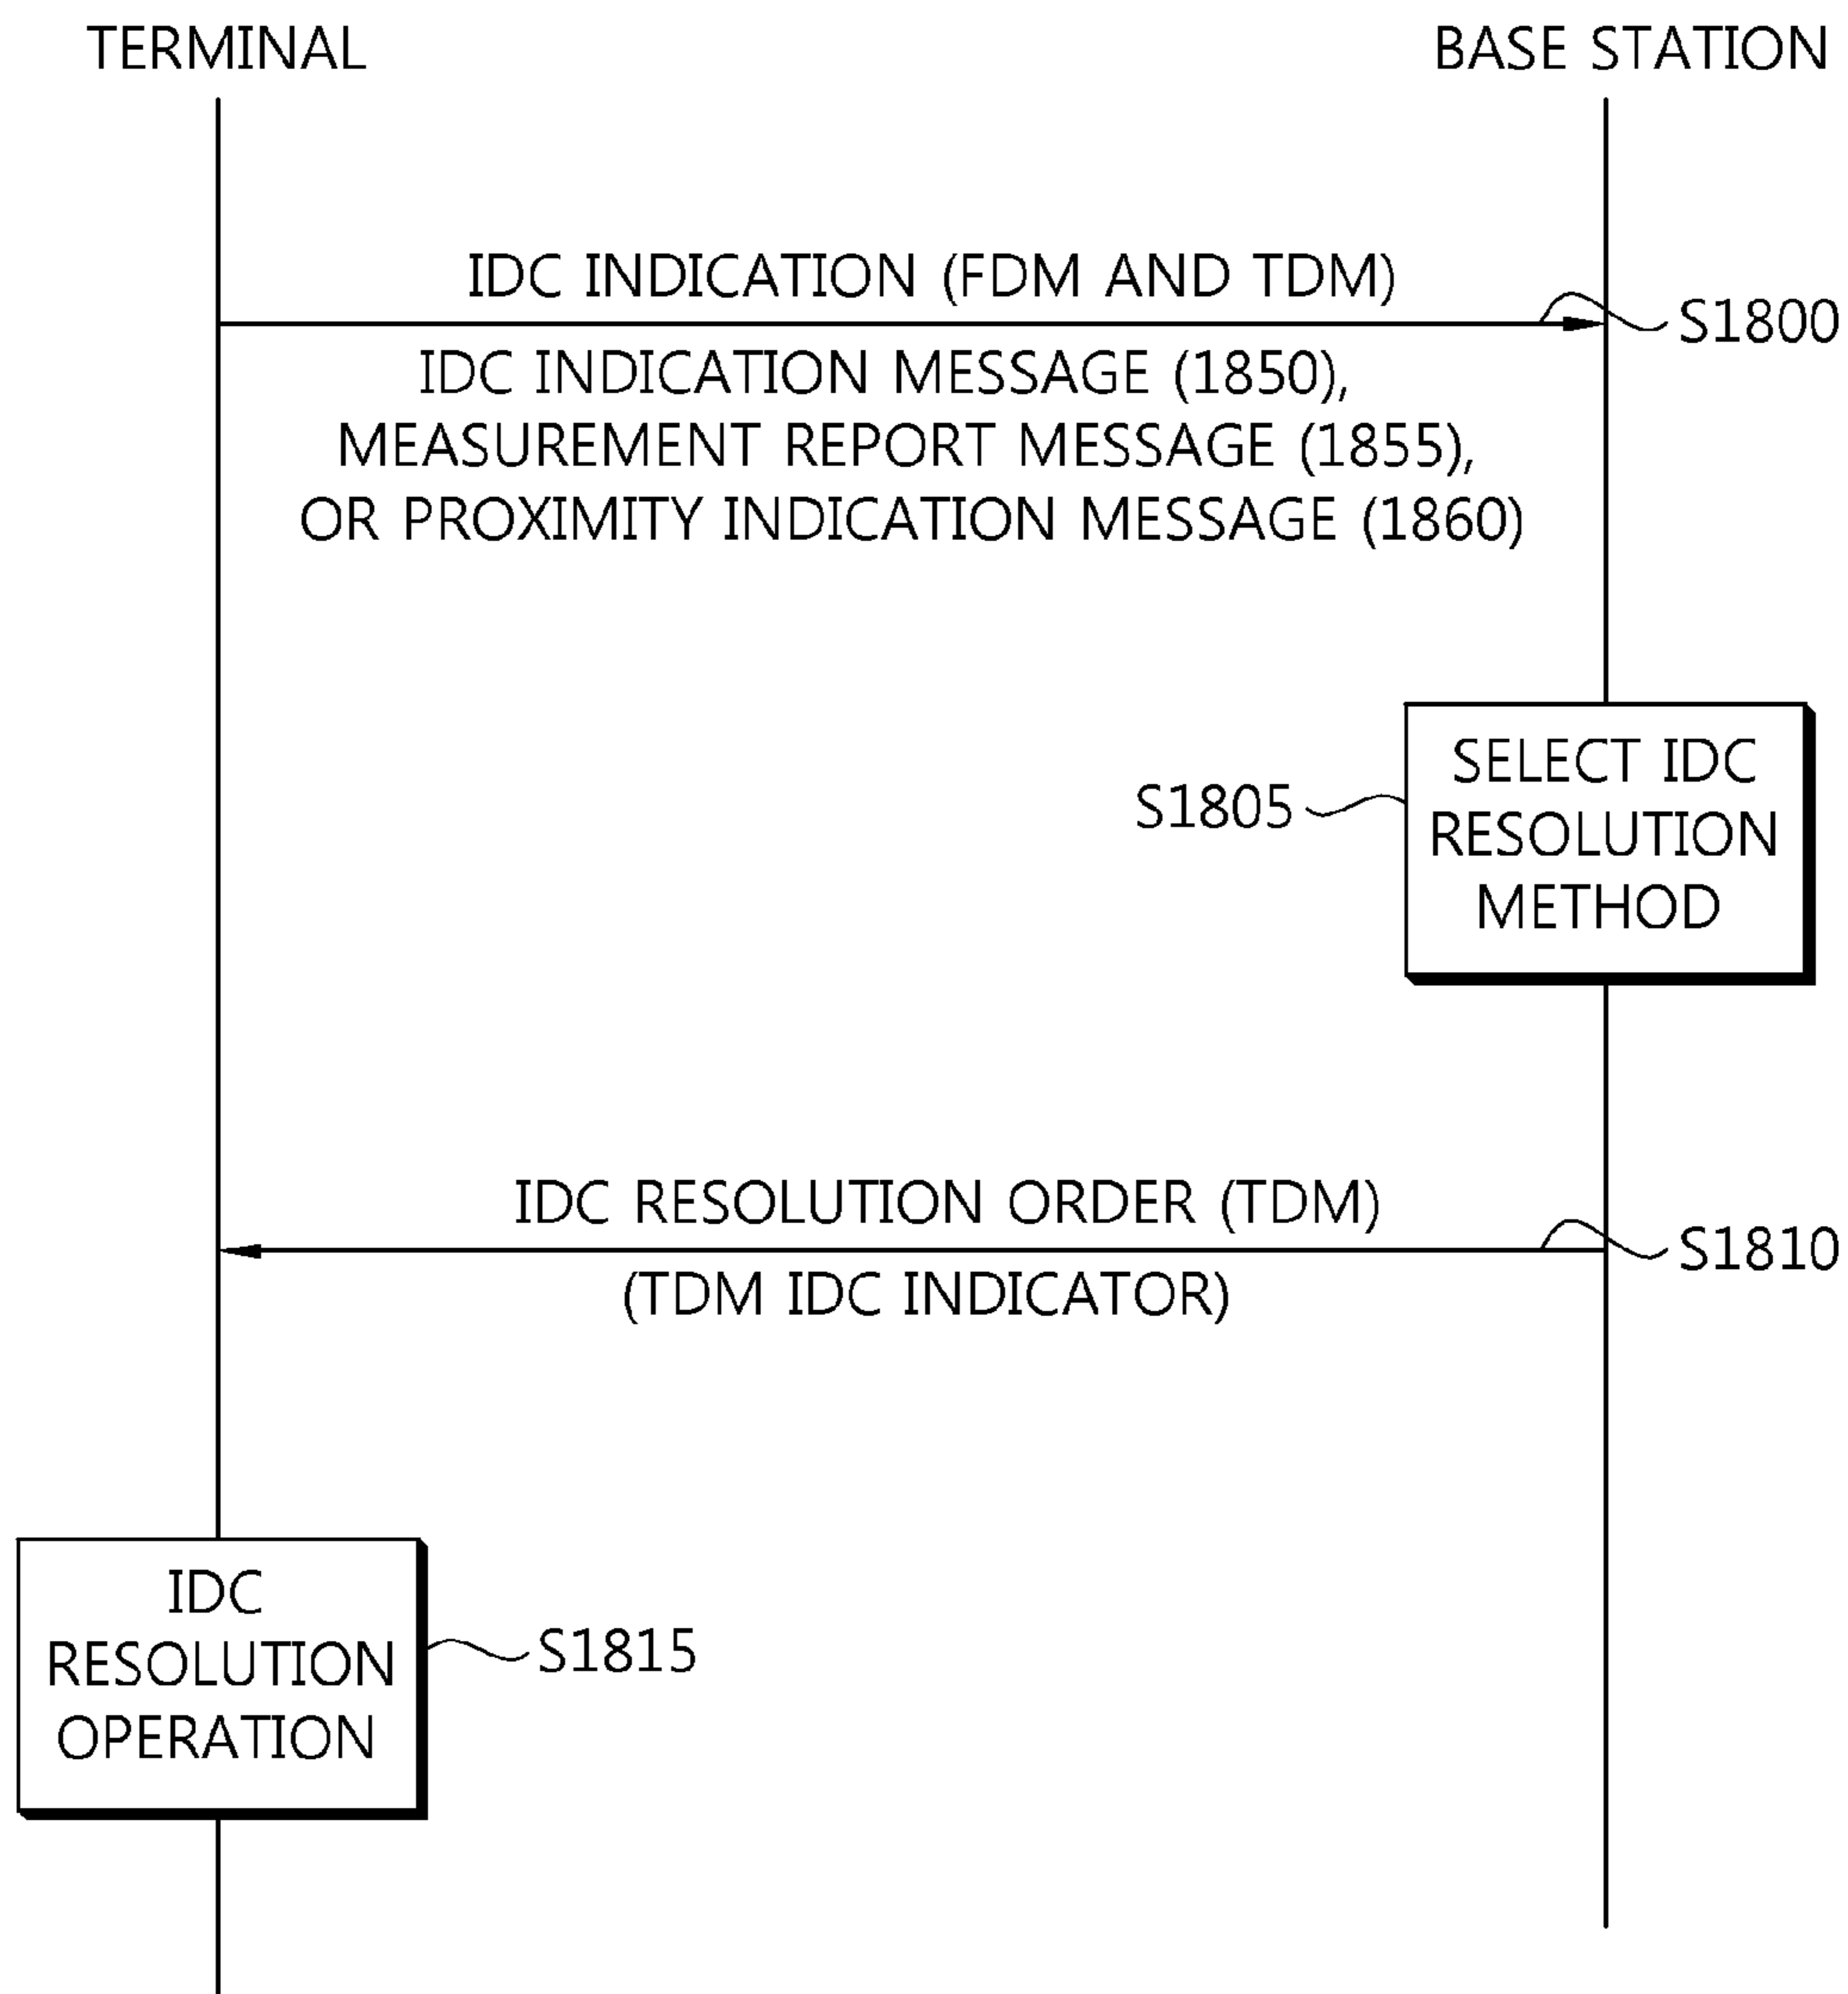 TERMINAL
BASE STATION
IDC INDICATION (FDM AND TDM)
S1800
IDC INDICATION MESSAGE (1850),
MEASUREMENT REPORT MESSAGE (1855),
OR PROXIMITY INDICATION MESSAGE (1860)
SELECT IDC
RESOLUTION
METHOD
S1805
IDC RESOLUTION ORDER (TDM)
S1810
(TDM IDC INDICATOR)
IDC
RESOLUTION
OPERATION
S1815